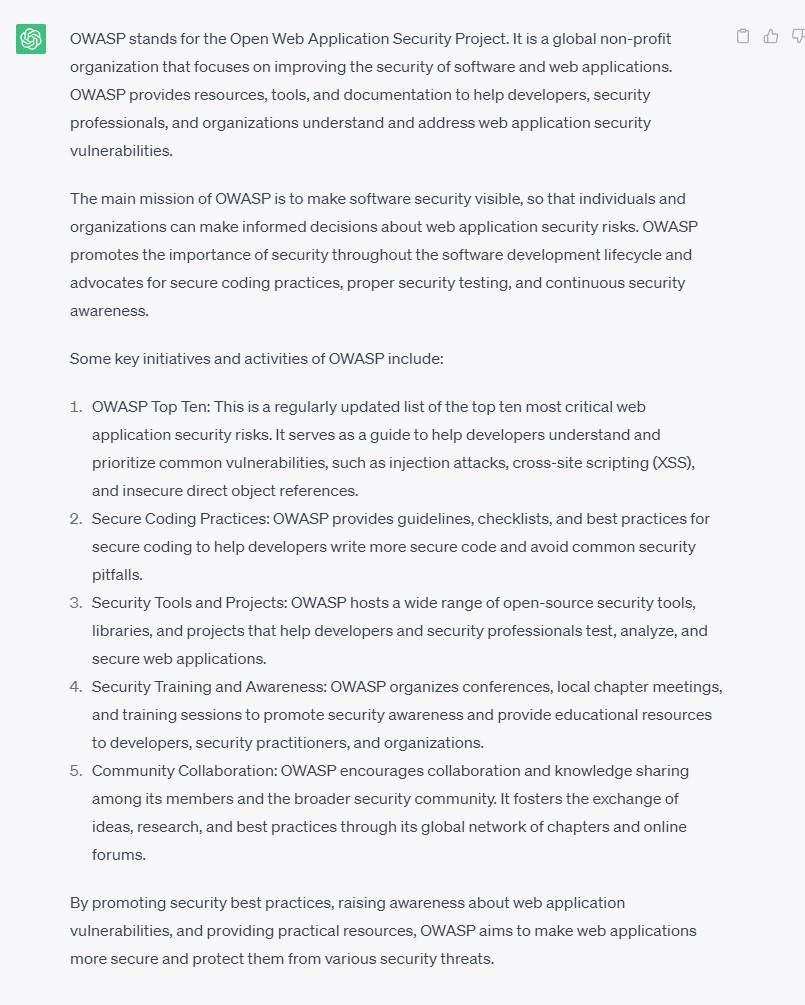 OWASP stands for the Open Web Application Security Project. It is a global non-profit
organization that focuses on improving the security of software and web applications.
OWASP provides resources, tools, and documentation to help developers, security
professionals, and organizations understand and address web application security
vulnerabilities.
The main mission of OWASP is to make software security visible, so that individuals and
organizations can make informed decisions about web application security risks. OWASP
promotes the importance of security throughout the software development lifecycle and
advocates for secure coding practices, proper security testing, and continuous security
awareness.
Some key initiatives and activities of OWASP include:
1. OWASP Top Ten: This is a regularly updated list of the top ten most critical web
application security risks. It serves as a guide to help developers understand and
prioritize common vulnerabilities, such as injection attacks, cross-site scripting (XSS),
and insecure direct object references.
2. Secure Coding Practices: OWASP provides guidelines, checklists, and best practices for
secure coding to help developers write more secure code and avoid common security
pitfalls.
3. Security Tools and Projects: OWASP hosts a wide range of open-source security tools,
libraries, and projects that help developers and security professionals test, analyze, and
secure web applications.
4. Security Training and Awareness: OWASP organizes conferences, local chapter meetings,
and training sessions to promote security awareness and provide educational resources
to developers, security practitioners, and organizations.
5. Community Collaboration: OWASP encourages collaboration and knowledge sharing
among its members and the broader security community. It fosters the exchange of
ideas, research, and best practices through its global network of chapters and online
forums.
By promoting security best practices, raising awareness about web application
vulnerabilities, and providing practical resources, OWASP aims to make web applications
more secure and protect them from various security threats.